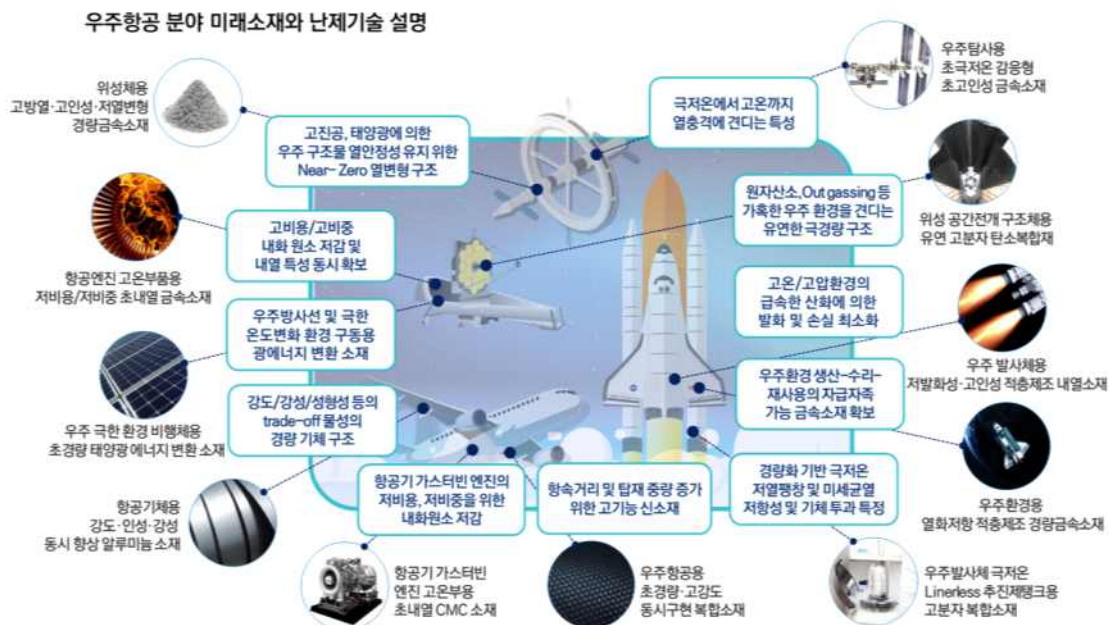 우주항공 분야 미래소재와 난제기술 설명
위성체용
고방열·고인성·저열변형
경량금속소재
고진공, 태양광에 의한
우주 구조물 열안정성 유지 위한
Near- Zero 열변형 구조
극저온에서 고온까지
열충격에 견디는 특성
우주탐사용
초극저온 감응형
초고인성 금속소재
항공엔진 고온부품용
저비용/저비중 초내열 금속소재
고비용/고비중
내화 원소 저감 및
내열 특성 동시 확보
원자산소, Out gassing 등
가혹한 우주 환경을 견디는
유연한 극경량 구조
위성 공간전개 구조체용
유연 고분자 탄소복합재
우주 극한 환경 비행체용
초경량 태양광 에너지 변환 소재
우주방사선 및 극한
온도변화 환경 구동용
광에너지 변환 소재
고온/고압환경의
급속한 산화에 의한
발화 및 손실 최소화
우주 발사체용
저발화성·고인성 적층제조 내열소재
항공기체용
강도·인성·강성
동시 향상 알루미늄 소재
강도/강성/성형성 등의
trade-off 물성의
경량 기체 구조
우주환경 생산-수리-
재사용의 자급자족
가능 금속소재 확보
우주환경용
열화저항 적층제조 경량금속소재
항공기 가스터빈 엔진의
저비용, 저비중을 위한
내화원소 저감
항속거리 및 탑재 중량 증가
위한 고기능 신소재
경량화 기반 극저온
저열팽창 및 미세균열
저항성 및 기체 투과 특정
항공기 가스터빈
엔진 고온부용
초내열 CMC 소재
우주항공용
초경량·고강도
동시구현 복합소재
우주발사체 극저온
Linerless 추진제탱크용
고분자 복합소재